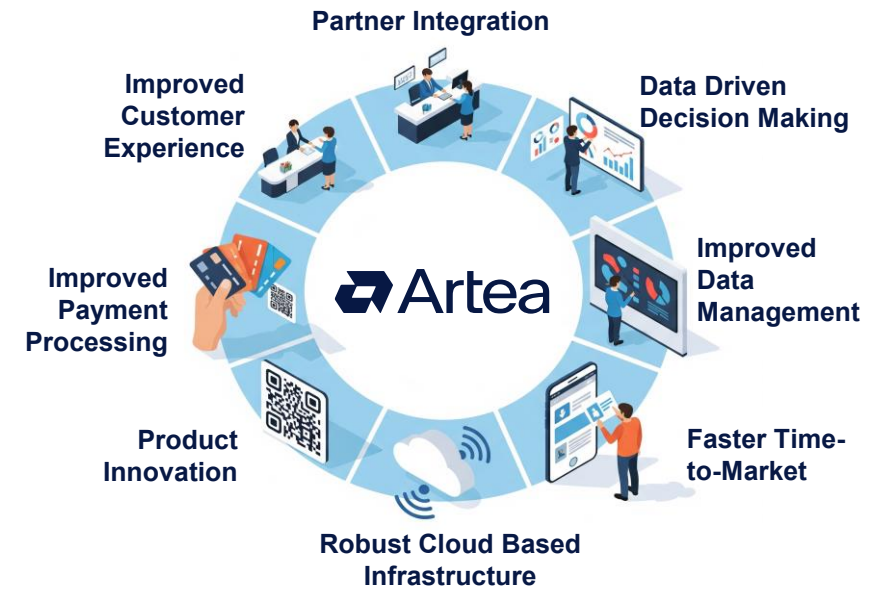 Partner Integration
Improved
Customer
Experience
Data Driven
Decision Making
Improved
Data
Management
Improved
Payment
Processing
Artea
Product
Innovation
Faster Time-
to-Market
Robust Cloud Based
Infrastructure